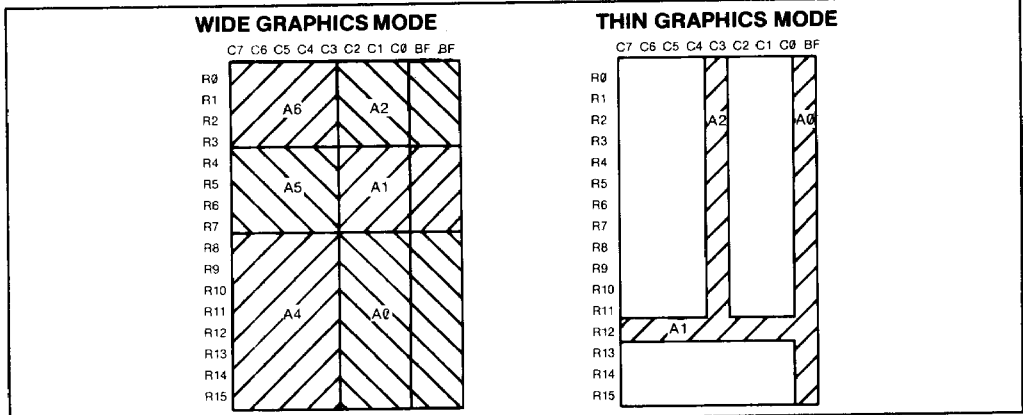 WIDE GRAPHICS MODE
C7 C6 C5 C4 C3 C2 C1 CØ BF BF
RØ
R1
R2
R3
R4
R5
R6
R7
R8
R9
R10
R11
R12
R13
R14
R15
A6
A2
A5
A1
A4
AØ
THIN GRAPHICS MODE
C7 C6 C5 C4 C3 C2 C1 CØ BF
RØ
R1
R2
R3
R4
R5
R6
R7
R8
R9
R10
R11
R12
R13
R14
R15
A2
AØ
A1